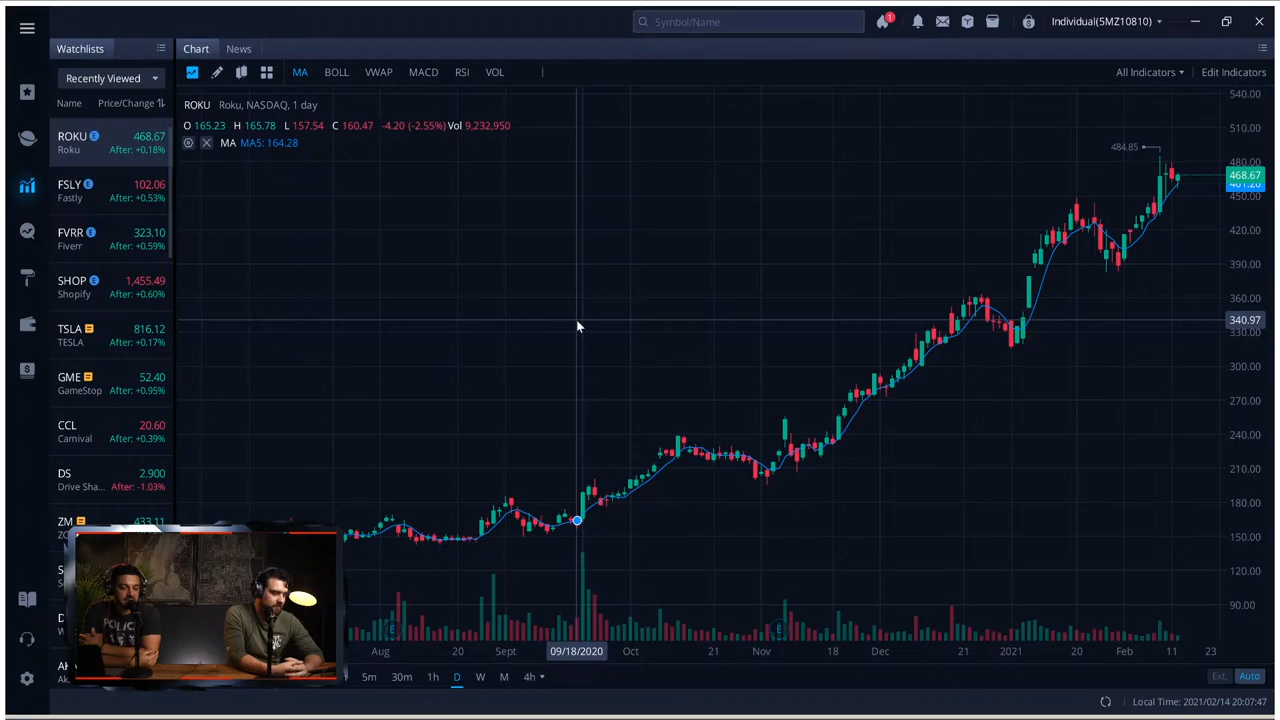 Symbol/Name
1
Individual(5MZ10810)
Watchlists
Chart
News
Recently Viewed
MA
BOLL
VWAP
MACD
RSI
VOL
All Indicators
Edit Indicators
Name
Price/Change
ROKU
E
468.67
Roku
After: +0.18%
FSLY
E
102.06
Fastly
After: +0.53%
FVRR
E
323.10
Fiverr
After: +0.59%
SHOP
E
1,455.49
Shopify
After: +0.60%
TSLA
816.12
TESLA
After: +0.17%
GME
52.40
GameStop
After: +0.95%
CCL
20.60
Carnival
After: +0.39%
DS
2.900
Drive Sha...
After: -1.03%
ZM
433.11
ROKU
Roku, NASDAQ, 1 day
O 165.23 H 165.78 L 157.54 C 160.47 -4.20 (-2.55%) Vol 9,232,950
MA MA5: 164.28
484.85
540.00
510.00
480.00
468.67
450.00
420.00
390.00
360.00
340.97
330.00
300.00
270.00
240.00
210.00
180.00
150.00
120.00
90.00
E
E
Aug
20
Sept
09/18/2020
Oct
21
Nov
18
Dec
21
2021
20
Feb
11
23
5m
30m
1h
D
W
M
4h
Ext.
Auto
Local Time: 2021/02/14 20:07:47
POLICE